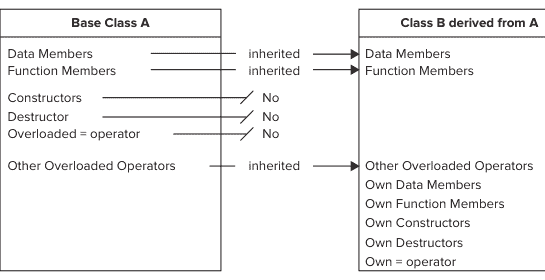 Base Class A
Class B derived from A
Data Members inherited Data Members
Function Members inherited Function Members
Constructors No
Destructor No
Overloaded = operator No
Other Overloaded Operators inherited Other Overloaded Operators
Own Data Members
Own Function Members
Own Constructors
Own Destructors
Own = operator